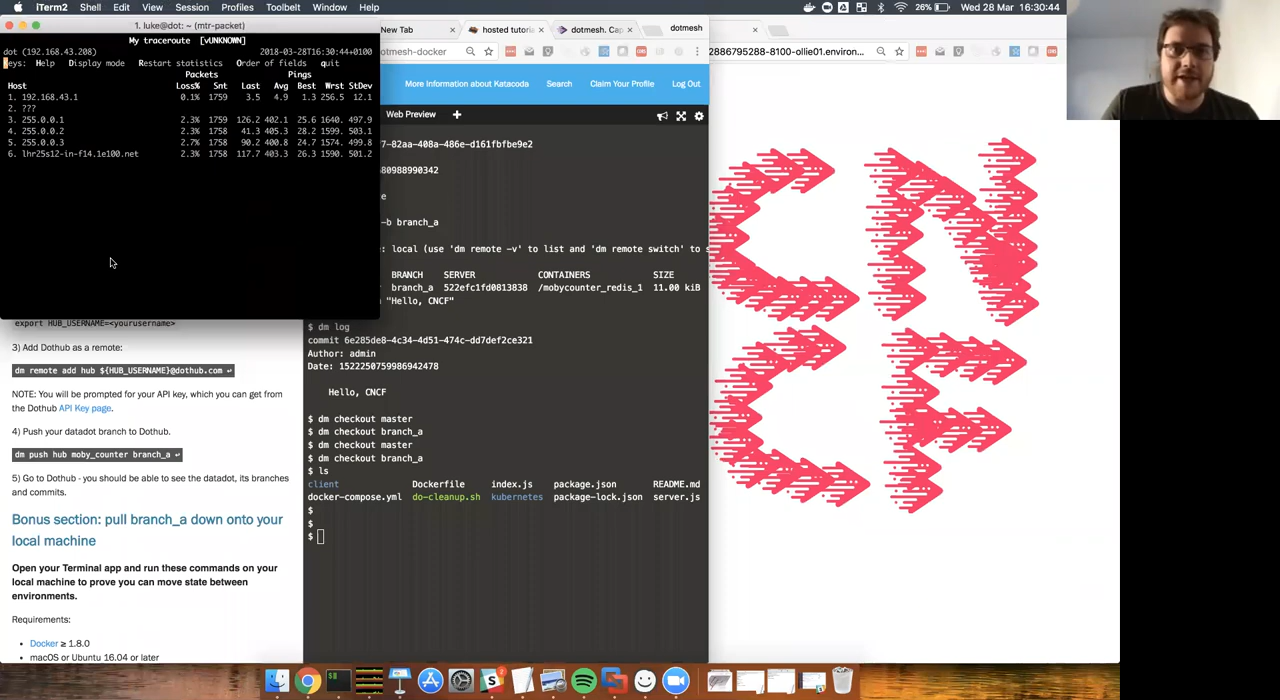 iTerm2 Shell Edit View Session Profiles Toolbelt Window Help 26% Wed 28 Mar 16:30:44
1. luke@dot: ~ (mtr-packet)
My traceroute [vUNKNOWN]
dot (192.168.43.208) 2018-03-28T16:30:44+0100
Keys: Help Display mode Restart statistics Order of fields quit
Packets Pings
Host Loss% Snt Last Avg Best Wrst StDev
1. 192.168.43.1 0.1% 1759 3.5 4.9 1.3 256.5 12.1
2. ???
3. 255.0.0.1 2.3% 1759 126.2 402.1 25.6 1640. 497.9
4. 255.0.0.2 2.3% 1758 41.3 405.3 28.2 1599. 503.1
5. 255.0.0.3 2.7% 1758 90.2 400.8 24.7 1574. 499.8
6. lhr25s12-in-f14.1e100.net 2.3% 1758 117.7 403.3 26.3 1590. 501.2
New Tab hosted tutoria dotmesh. Cap dotmesh
otmesh-docker
2886795288-8100-ollie01.environ...
More Information about Katacoda Search Claim Your Profile Log Out
Web Preview +
7-82aa-408a-486e-d161fbfbe9e2
580988990342
e
-b branch_a
: local (use 'dm remote -v' to list and 'dm remote switch' to s
BRANCH SERVER CONTAINERS SIZE
branch_a 522efc1fd0813838 /mobycounter_redis_1 11.00 kiB
"Hello, CNCF"
$ dm log
commit 6e285de8-4c34-4d51-474c-dd7def2ce321
Author: admin
Date: 1522250759986942478
Hello, CNCF
$ dm checkout master
$ dm checkout branch_a
$ dm checkout master
$ dm checkout branch_a
$ ls
client Dockerfile index.js package.json README.md
docker-compose.yml do-cleanup.sh kubernetes package-lock.json server.js
$
$
$
export HUB_USERNAME=<yourusername>
3) Add Dothub as a remote:
dm remote add hub ${HUB_USERNAME}@dothub.com ↩
NOTE: You will be prompted for your API key, which you can get from
the Dothub API Key page.
4) Push your datadot branch to Dothub.
dm push hub moby_counter branch_a ↩
5) Go to Dothub - you should be able to see the datadot, its branches
and commits.
Bonus section: pull branch_a down onto your
local machine
Open your Terminal app and run these commands on your
local machine to prove you can move state between
environments.
Requirements:
Docker ≥ 1.8.0
macOS or Ubuntu 16.04 or later
CN
CF